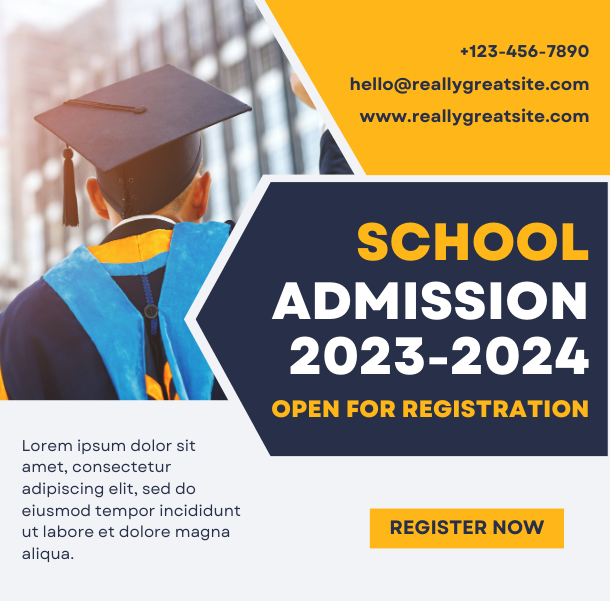 +123-456-7890
hello@reallygreatsite.com
www.reallygreatsite.com
SCHOOL
ADMISSION
2023-2024
OPEN FOR REGISTRATION
Lorem ipsum dolor sit
amet, consectetur
adipiscing elit, sed do
eiusmod tempor incididunt
ut labore et dolore magna
aliqua.
REGISTER NOW